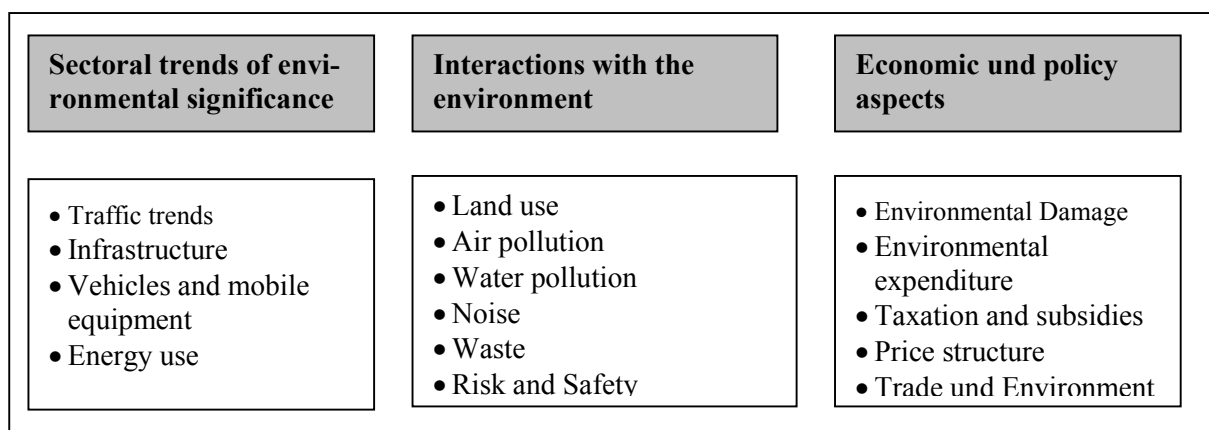 Sectoral trends of envi-
ronmental significance
Interactions with the
environment
Economic und policy
aspects
• Traffic trends
• Infrastructure
• Vehicles and mobile
equipment
• Energy use
• Land use
• Air pollution
• Water pollution
• Noise
• Waste
• Risk and Safety
• Environmental Damage
• Environmental
expenditure
• Taxation and subsidies
• Price structure
• Trade und Environment